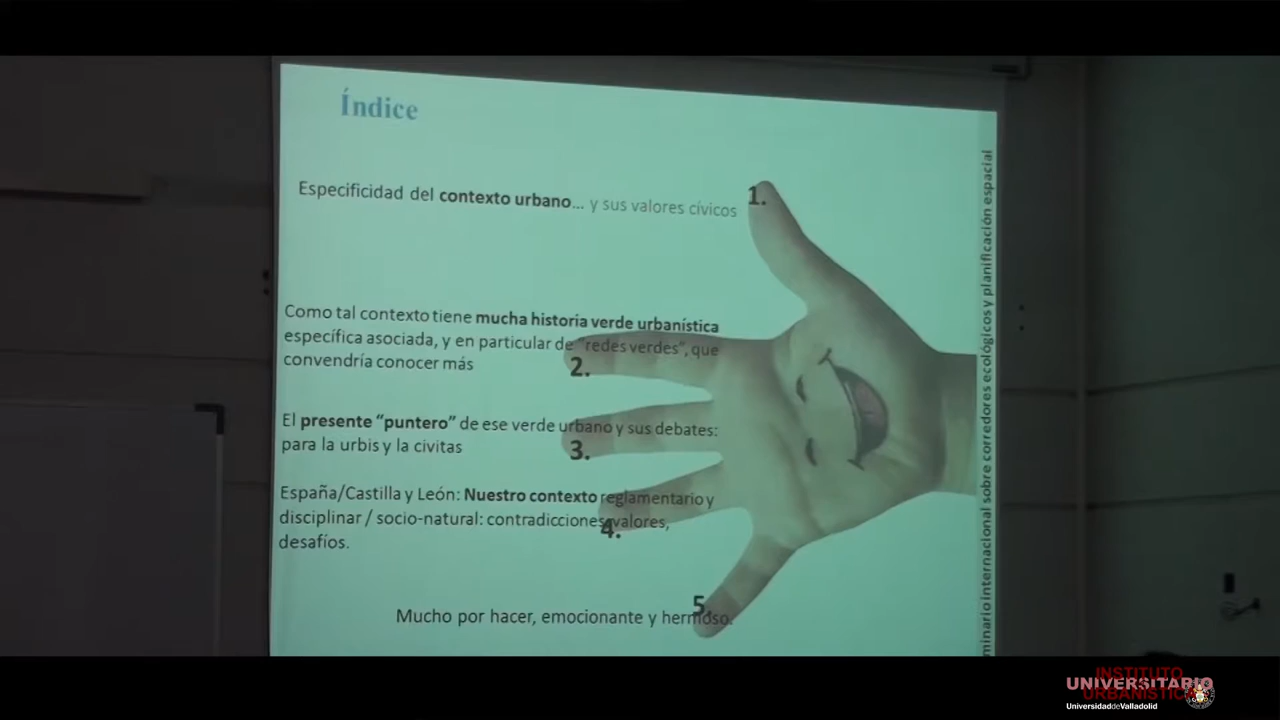 Índice
Especificidad del contexto urbano... y sus valores cívicos
1.
Como tal contexto tiene mucha historia verde urbanística
específica asociada, y en particular de "redes verdes", que
convendría conocer más
2.
El presente "puntero" de ese verde urbano y sus debates:
para la urbis y la civitas
3.
España/Castilla y León: Nuestro contexto reglamentario y
disciplinar / socio-natural: contradicciones, valores,
desafíos.
4.
5.
Mucho por hacer, emocionante y hermoso.
minario internacional sobre corredores ecológicos y planificación espacial
INSTITUTO
UNIVERSITARIO
URBANÍSTICA
UniversidaddeValladolid